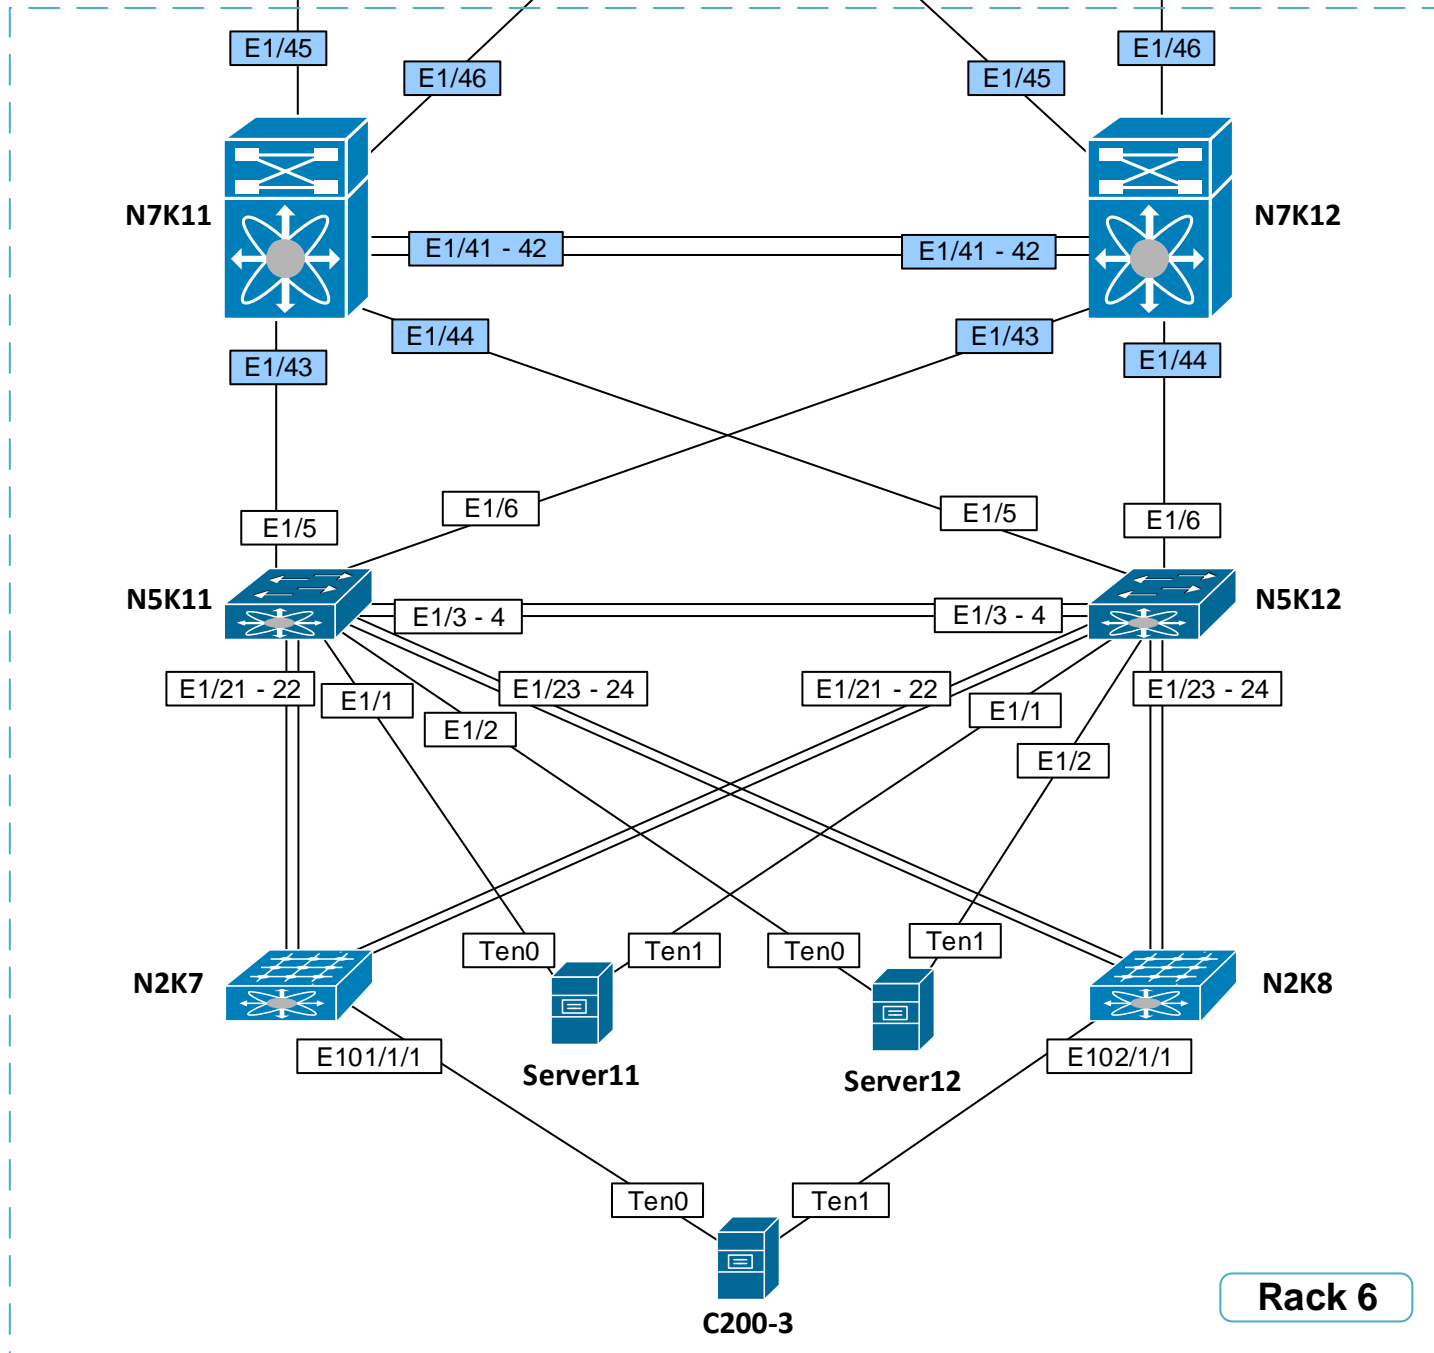 E1/45
E1/46
E1/46
E1/45
N7K11
N7K12
E1/41 - 42
E1/41 - 42
E1/44
E1/43
E1/43
E1/44
E1/6
E1/5
E1/5
E1/6
N5K11
N5K12
E1/3 - 4
E1/3 - 4
E1/21 - 22
E1/1
E1/23 - 24
E1/21 - 22
E1/1
E1/23 - 24
E1/2
E1/2
Ten0
Ten1
Ten0
Ten1
N2K7
N2K8
E101/1/1
Server11
Server12
E102/1/1
Ten0
Ten1
C200-3
Rack 6